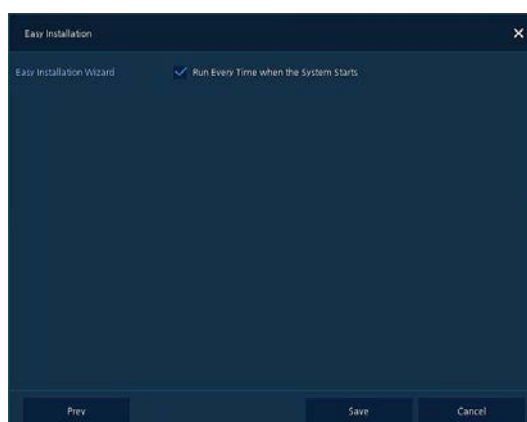 Easy Installation
Easy Installation Wizard
Run Every Time when the System Starts
Prev
Save
Cancel